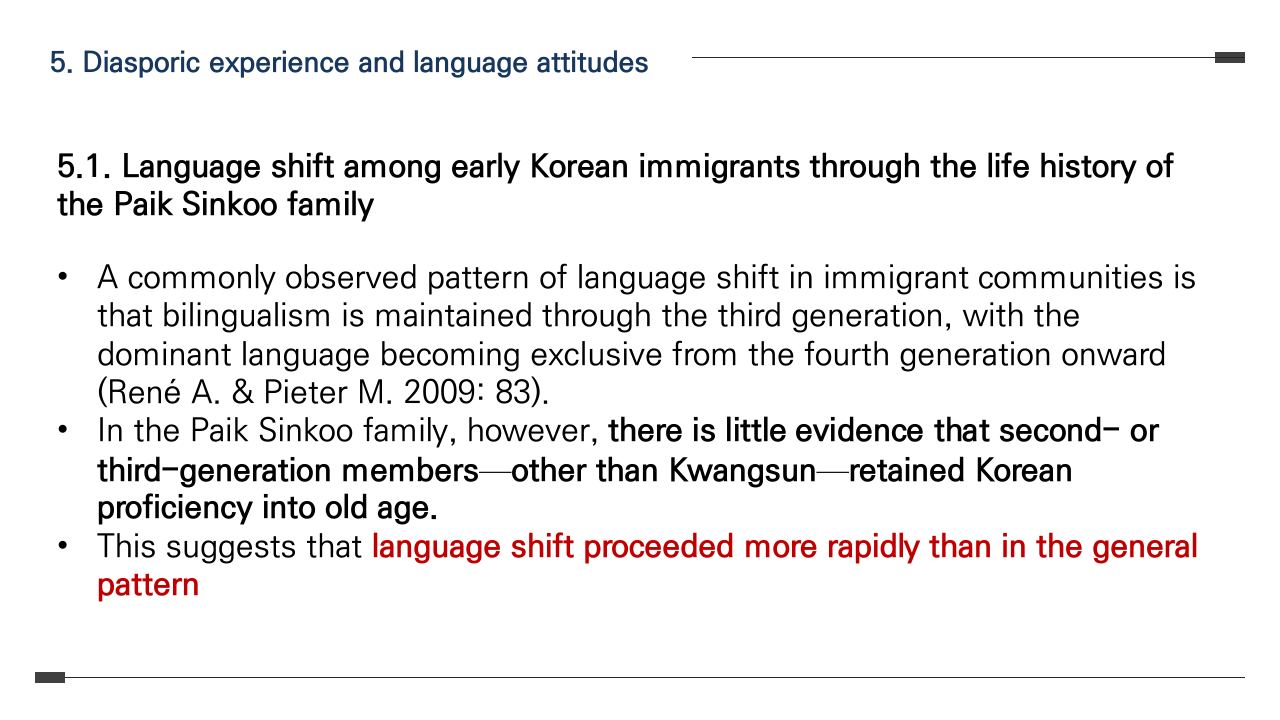 5. Diasporic experience and language attitudes
5.1. Language shift among early Korean immigrants through the life history of
the Paik Sinkoo family
• A commonly observed pattern of language shift in immigrant communities is
that bilingualism is maintained through the third generation, with the
dominant language becoming exclusive from the fourth generation onward
(René A. & Pieter M. 2009: 83).
• In the Paik Sinkoo family, however, there is little evidence that second- or
third-generation members—other than Kwangsun—retained Korean
proficiency into old age.
• This suggests that language shift proceeded more rapidly than in the general
pattern